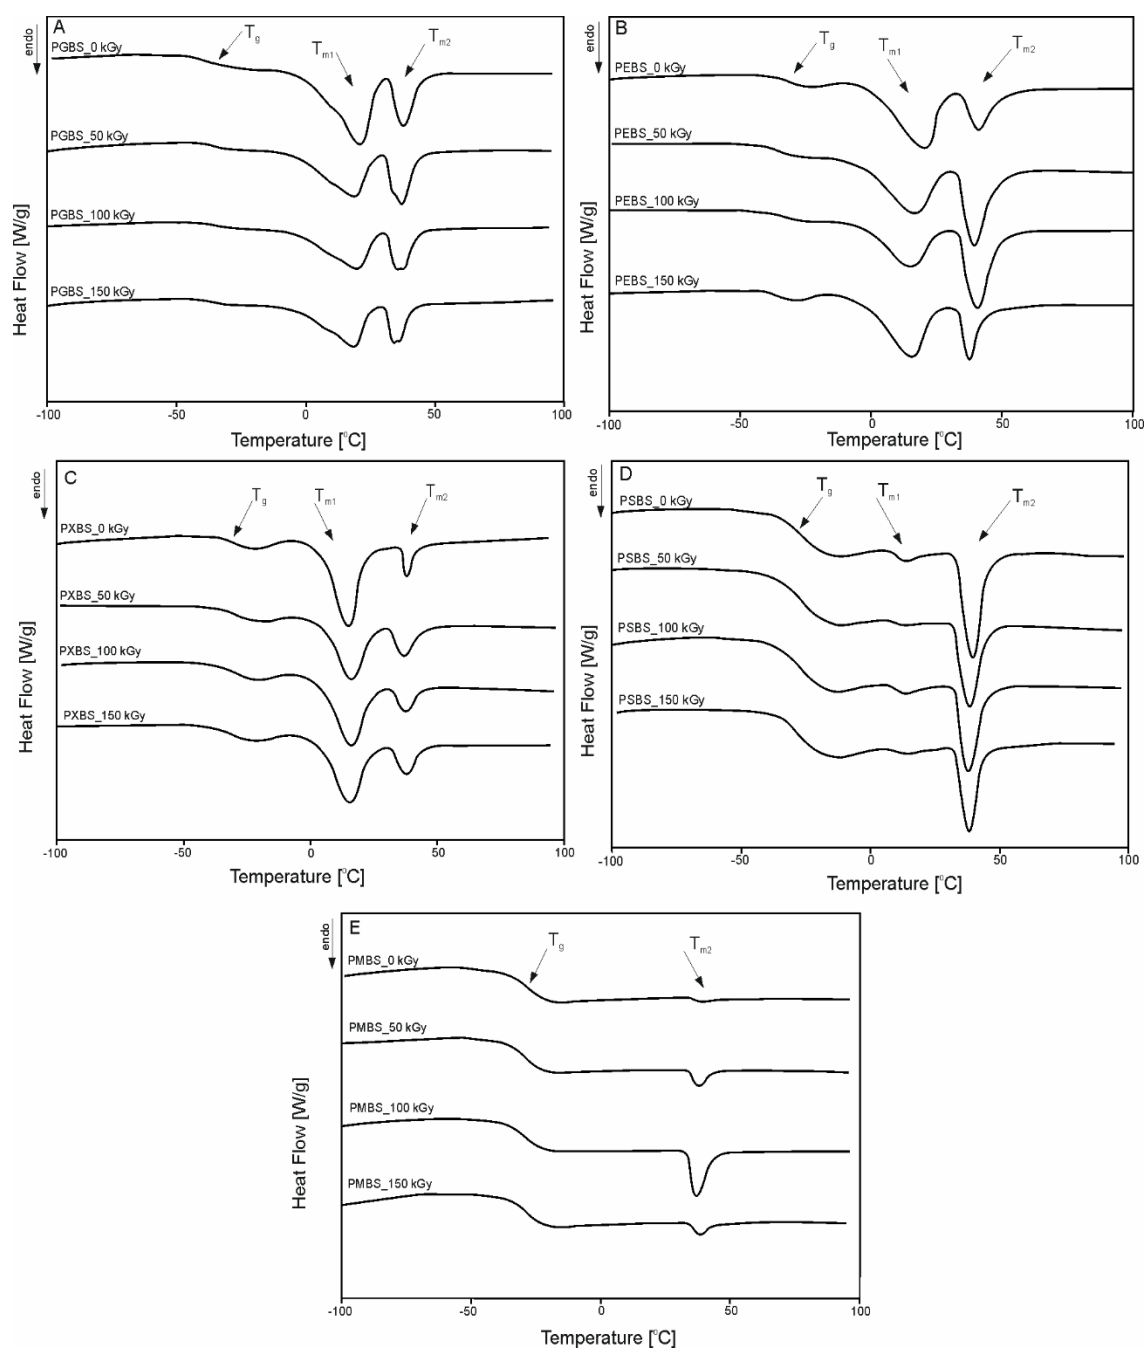 A
endo
PGBS_0 kGy
Tg
Tm1
Tm2
PGBS_50 kGy
PGBS_100 kGy
PGBS_150 kGy
Heat Flow [W/g]
-100
-50
0
50
100
Temperature [°C]
B
endo
PEBS_0 kGy
Tg
Tm1
Tm2
PEBS_50 kGy
PEBS_100 kGy
PEBS_150 kGy
Heat Flow [W/g]
-100
-50
0
50
100
Temperature [°C]
C
endo
PXBS_0 kGy
Tg
Tm1
Tm2
PXBS_50 kGy
PXBS_100 kGy
PXBS_150 kGy
Heat Flow [W/g]
-100
-50
0
50
100
Temperature [°C]
D
endo
PSBS_0 kGy
Tg
Tm1
Tm2
PSBS_50 kGy
PSBS_100 kGy
PSBS_150 kGy
Heat Flow [W/g]
-100
-50
0
50
100
Temperature [°C]
E
endo
PMBS_0 kGy
Tg
Tm2
PMBS_50 kGy
PMBS_100 kGy
PMBS_150 kGy
Heat Flow [W/g]
-100
-50
0
50
100
Temperature [°C]